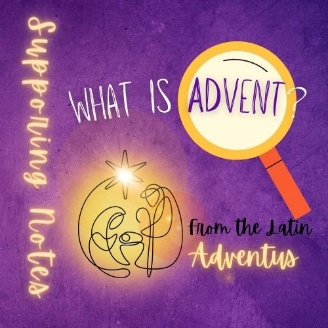 Supporting Notes
WHAT IS ADVENT?
From the Latin
Adventus